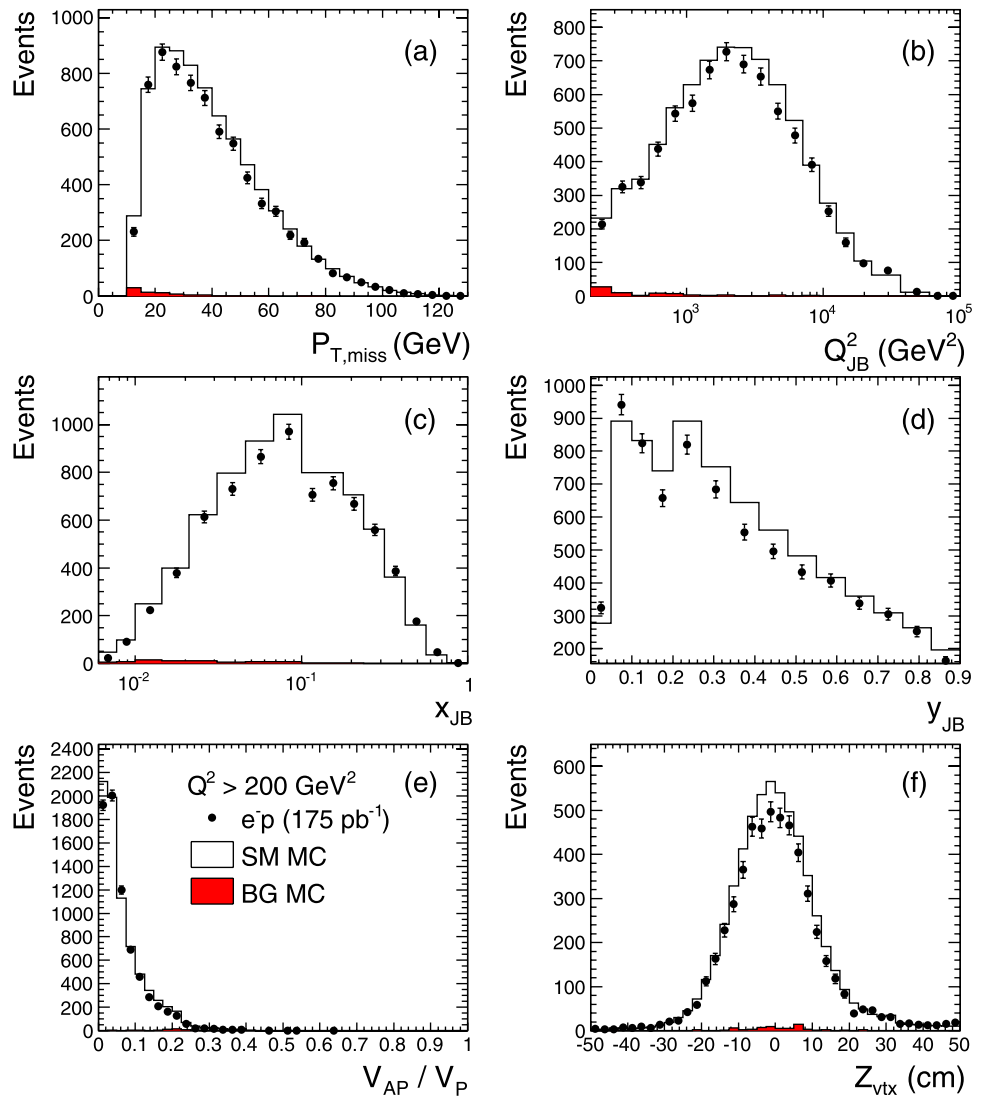 Events
(a)
1000
800
600
400
200
0
0 20 40 60 80 100 120
P_T,miss (GeV)
Events
(b)
800
700
600
500
400
300
200
100
0
10^3 10^4 10^5
Q^2_JB (GeV^2)
Events
(c)
1000
800
600
400
200
0
10^-2 10^-1 1
x_JB
Events
(d)
1000
900
800
700
600
500
400
300
200
0 0.1 0.2 0.3 0.4 0.5 0.6 0.7 0.8 0.9
y_JB
Events
(e)
2400
2200
2000
1800
1600
1400
1200
1000
800
600
400
200
0
Q^2 > 200 GeV^2
e^-p (175 pb^-1)
SM MC
BG MC
0 0.1 0.2 0.3 0.4 0.5 0.6 0.7 0.8 0.9 1
V_AP / V_P
Events
(f)
600
500
400
300
200
100
0
-50 -40 -30 -20 -10 0 10 20 30 40 50
Z_vtx (cm)